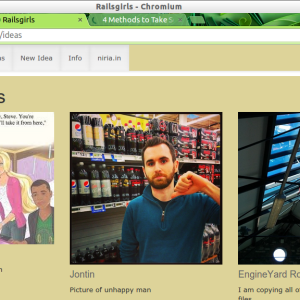 Railsgirls - Chromium
Railsgirls
×
4 Methods to Take S
/ideas
New Idea
Info
niria.in
s
, Steve. You's
'll take it from here."
Jontin
Picture of unhappy man
EngineYard Ro
I am copying all o
files